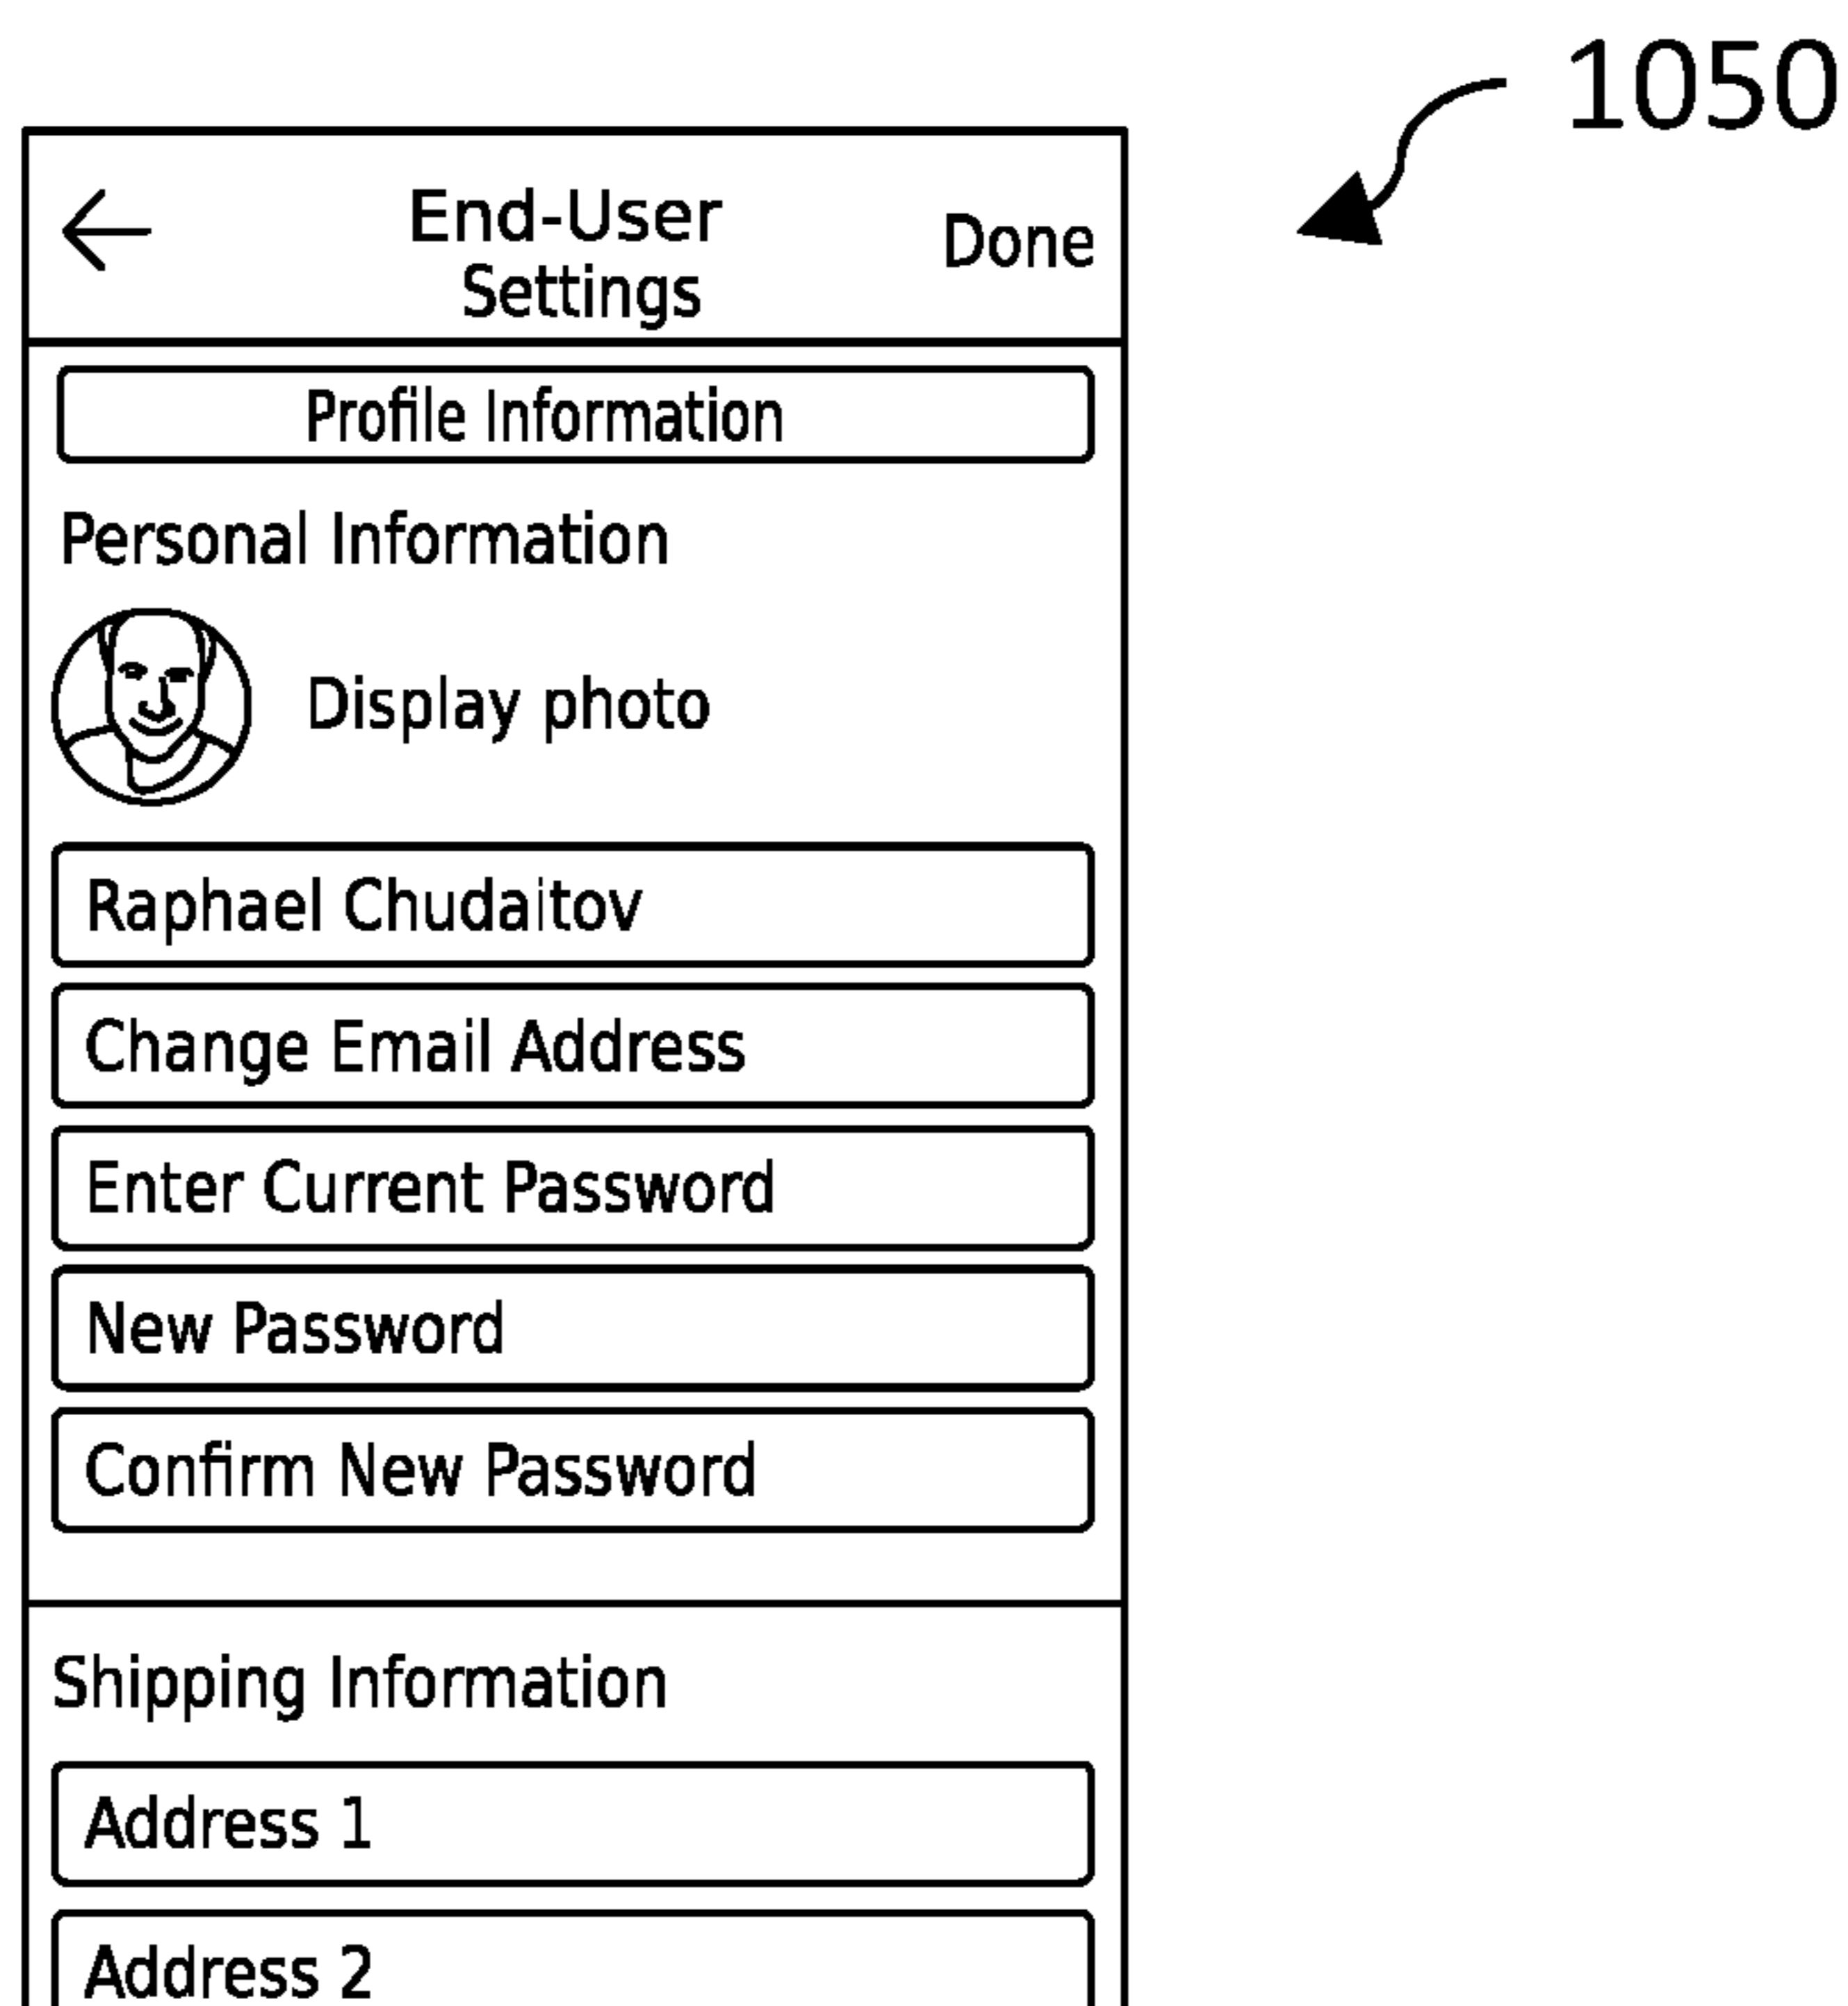 1050
End-User
Settings
Done
Profile Information
Personal Information
Display photo
Raphael Chudaitov
Change Email Address
Enter Current Password
New Password
Confirm New Password
Shipping Information
Address 1
Address 2